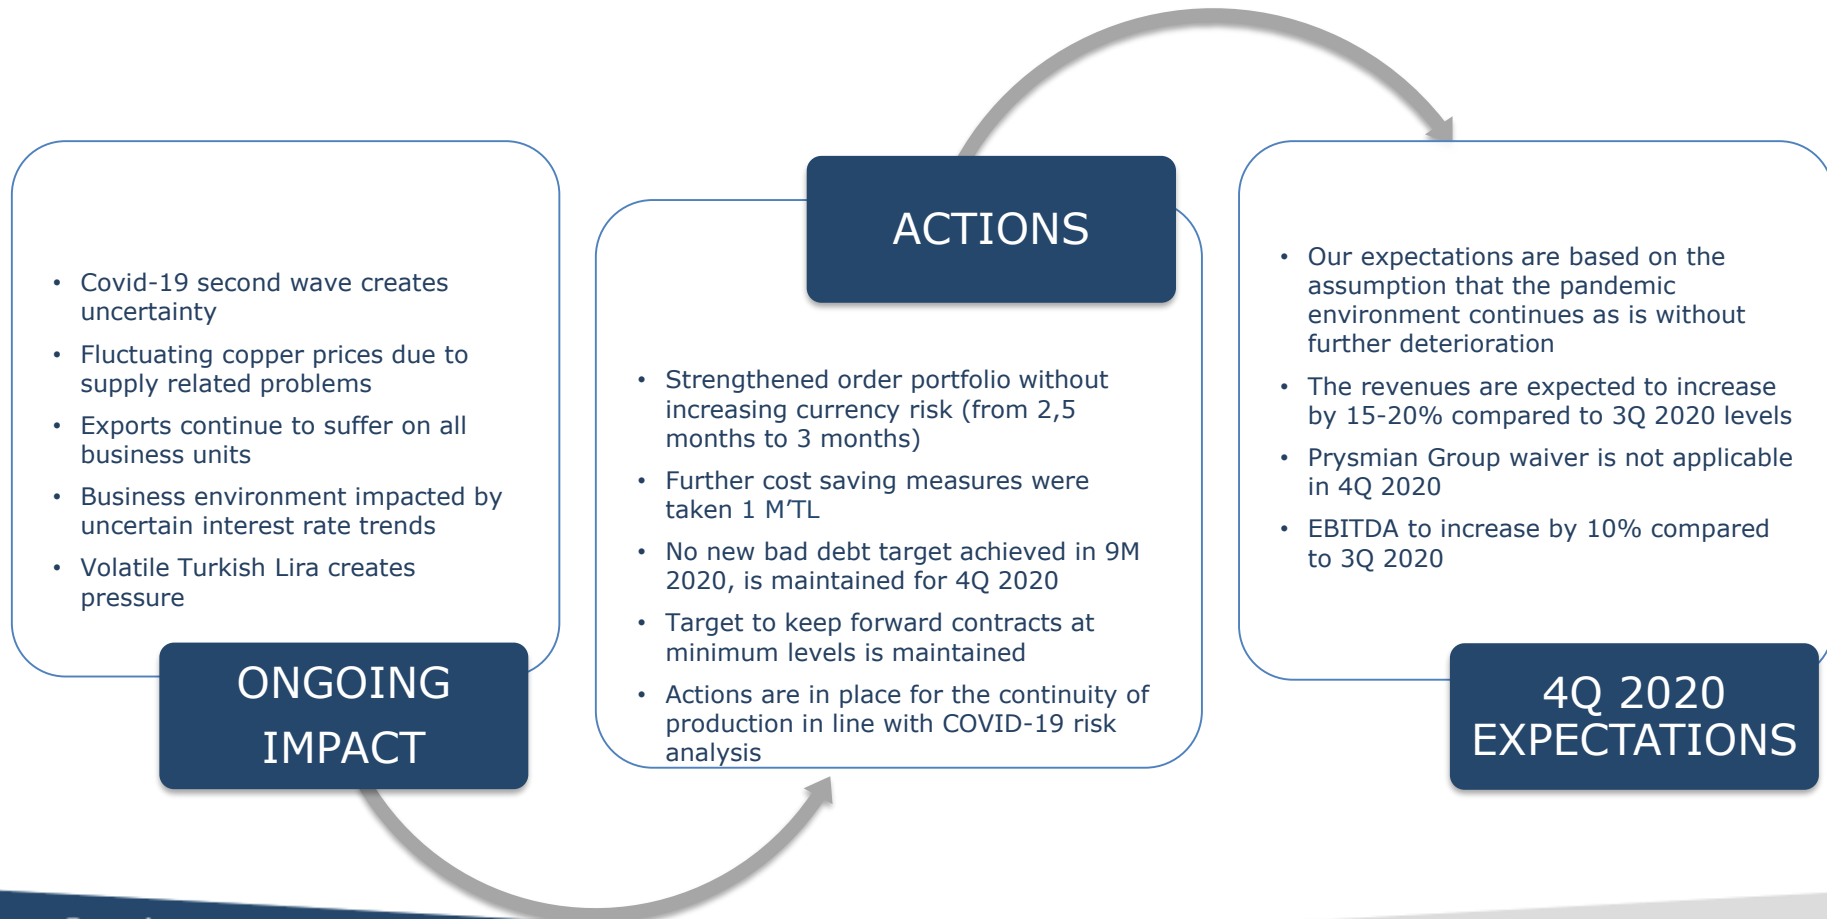 • Covid-19 second wave creates
uncertainty
• Fluctuating copper prices due to
supply related problems
• Exports continue to suffer on all
business units
• Business environment impacted by
uncertain interest rate trends
• Volatile Turkish Lira creates
pressure
ONGOING
IMPACT
ACTIONS
• Strengthened order portfolio without
increasing currency risk (from 2,5
months to 3 months)
• Further cost saving measures were
taken 1 M’TL
• No new bad debt target achieved in 9M
2020, is maintained for 4Q 2020
• Target to keep forward contracts at
minimum levels is maintained
• Actions are in place for the continuity of
production in line with COVID-19 risk
analysis
• Our expectations are based on the
assumption that the pandemic
environment continues as is without
further deterioration
• The revenues are expected to increase
by 15-20% compared to 3Q 2020 levels
• Prysmian Group waiver is not applicable
in 4Q 2020
• EBITDA to increase by 10% compared
to 3Q 2020
4Q 2020
EXPECTATIONS